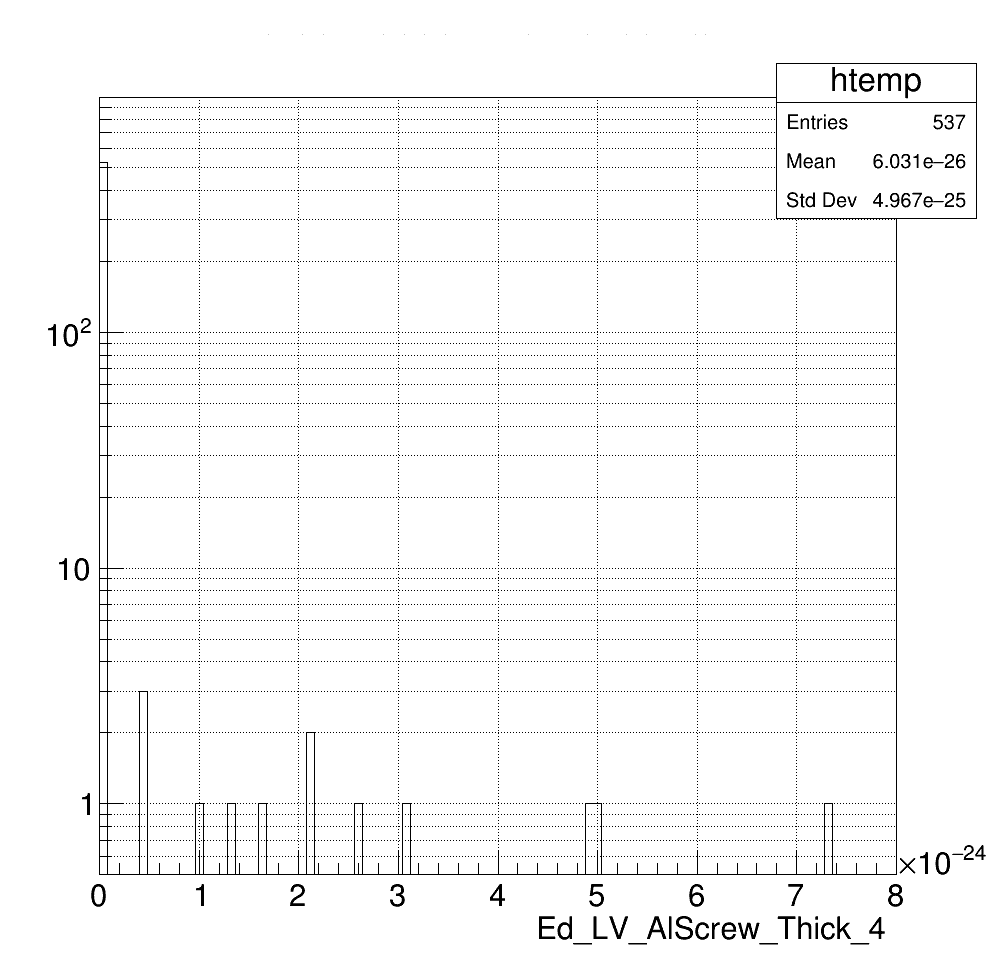 htemp
Entries 537
Mean 6.031e−26
Std Dev 4.967e−25
10²
10
1
0 1 2 3 4 5 6 7 8
×10⁻²⁴
Ed_LV_AlScrew_Thick_4